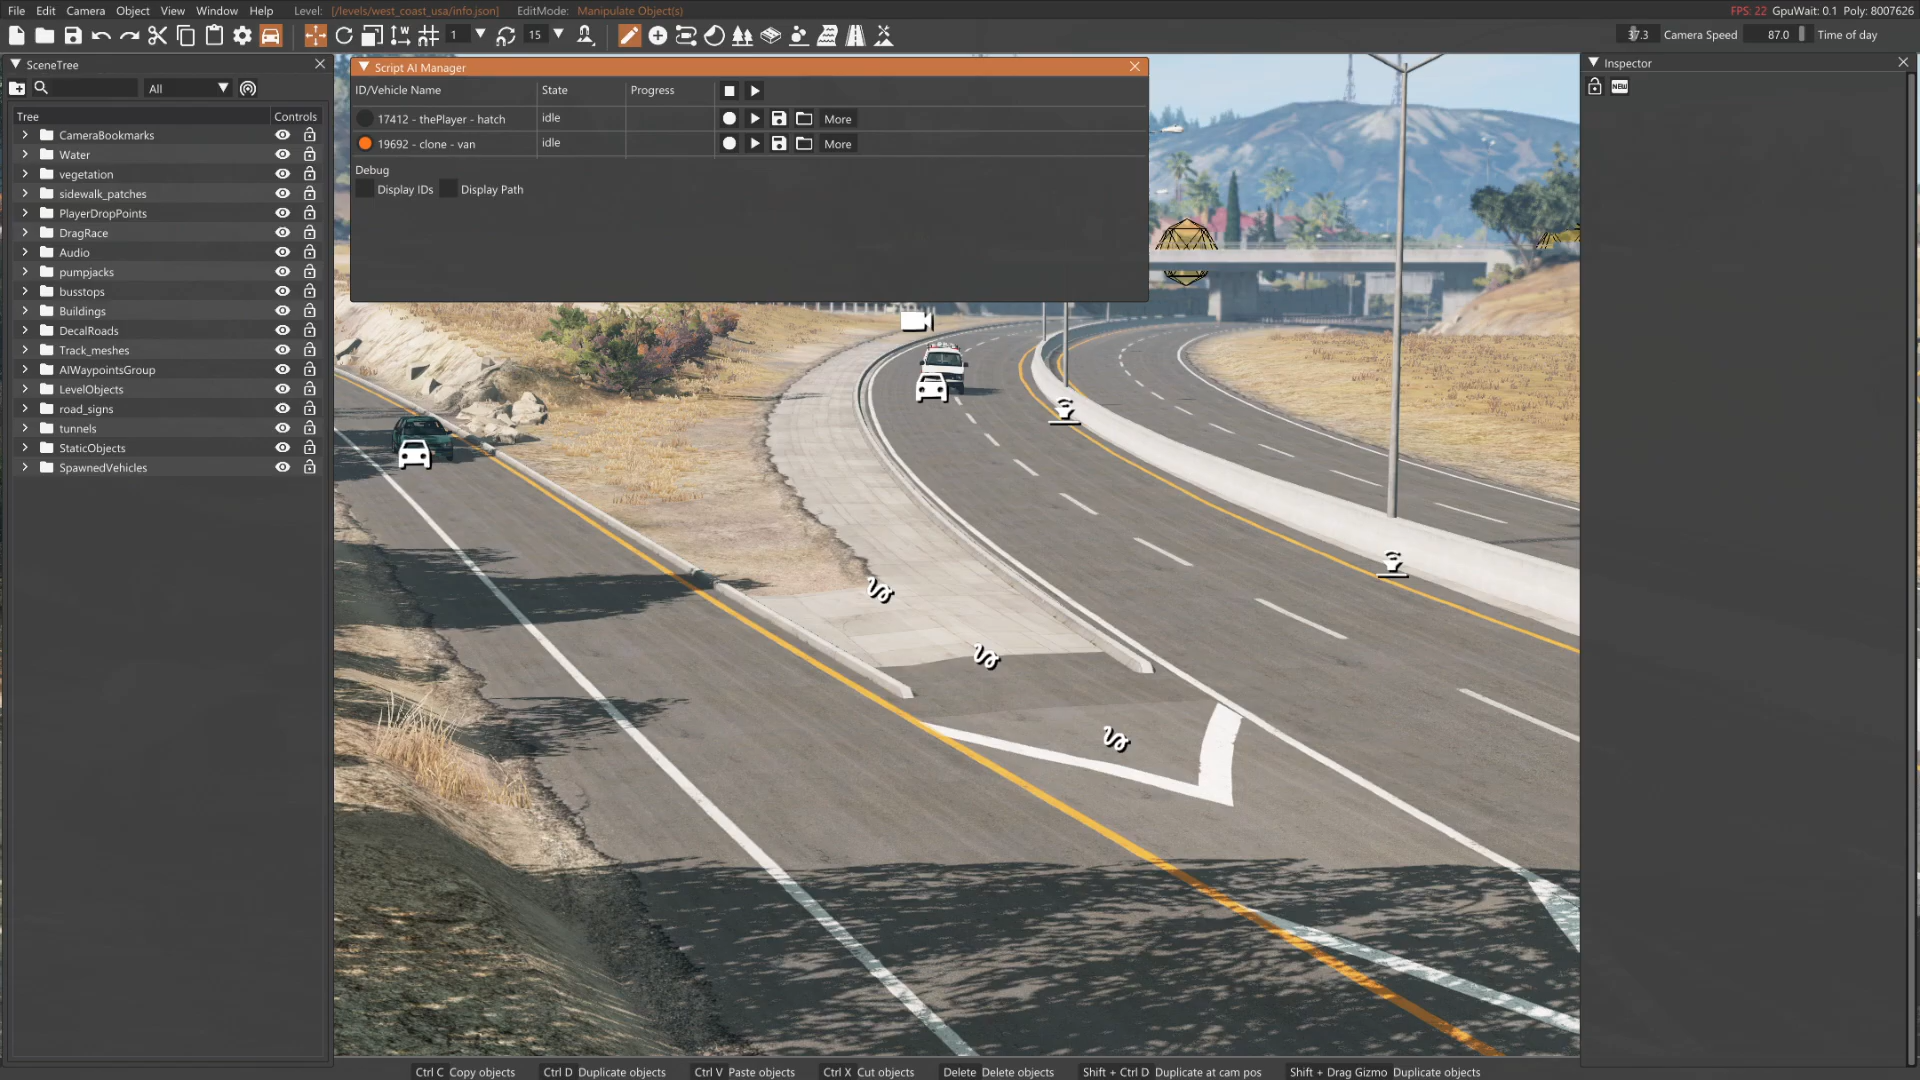 File Edit Camera Object View Window Help Level: [/levels/west_coast_usa/info.json] EditMode: Manipulate Object(s) FPS: 22 GpuWait: 0.1 Poly: 8007626
1 15 37.3 Camera Speed 87.0 Time of day
SceneTree
All
Tree Controls
CameraBookmarks
Water
vegetation
sidewalk_patches
PlayerDropPoints
DragRace
Audio
pumpjacks
busstops
Buildings
DecalRoads
Track_meshes
AIWaypointsGroup
LevelObjects
road_signs
tunnels
StaticObjects
SpawnedVehicles
Script AI Manager
ID/Vehicle Name State Progress
17412 - thePlayer - hatch idle More
19692 - clone - van idle More
Debug
Display IDs Display Path
Inspector
NEW
Ctrl C Copy objects Ctrl D Duplicate objects Ctrl V Paste objects Ctrl X Cut objects Delete Delete objects Shift + Ctrl D Duplicate at cam pos Shift + Drag Gizmo Duplicate objects